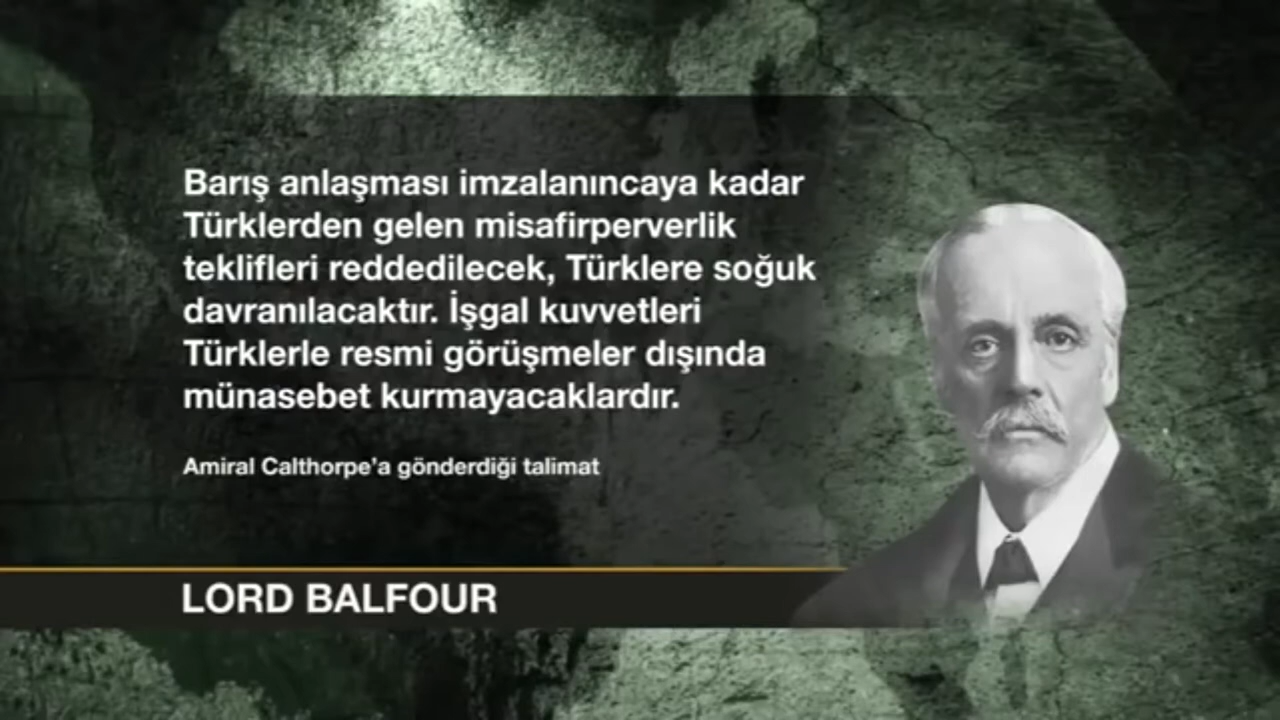 Barış anlaşması imzalanıncaya kadar
Türklerden gelen misafirperverlik
teklifleri reddedilecek, Türklere soğuk
davranılacaktır. İşgal kuvvetleri
Türklerle resmi görüşmeler dışında
münasebet kurmayacaklardır.
Amiral Calthorpe'a gönderdiği talimat
LORD BALFOUR